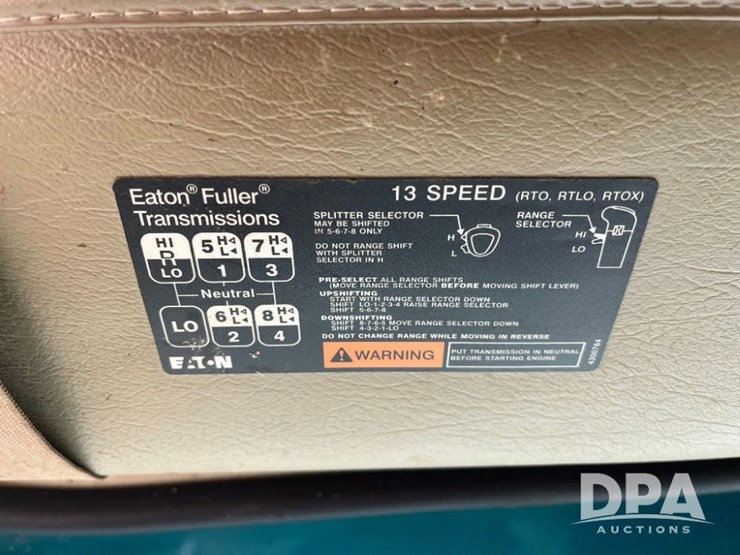 Eaton® Fuller®
Transmissions
13 SPEED (RTO, RTLO, RTOX)
HI
R
LO
5 H
L
1
7 H
L
3
Neutral
LO
6 H
L
2
8 H
L
4
EATON
SPLITTER SELECTOR
MAY BE SHIFTED
IN 5-6-7-8 ONLY
DO NOT RANGE SHIFT
WITH SPLITTER
SELECTOR IN H
H
L
RANGE
SELECTOR
HI
LO
PRE-SELECT ALL RANGE SHIFTS
(MOVE RANGE SELECTOR BEFORE MOVING SHIFT LEVER)
UPSHIFTING
START WITH RANGE SELECTOR DOWN
SHIFT LO-1-2-3-4 RAISE RANGE SELECTOR
SHIFT 5-6-7-8
DOWNSHIFTING
SHIFT 8-7-6-5 MOVE RANGE SELECTOR DOWN
SHIFT 4-3-2-1-LO
DO NOT CHANGE RANGE WHILE MOVING IN REVERSE
WARNING
PUT TRANSMISSION IN NEUTRAL
BEFORE STARTING ENGINE
4300764
DPA
AUCTIONS